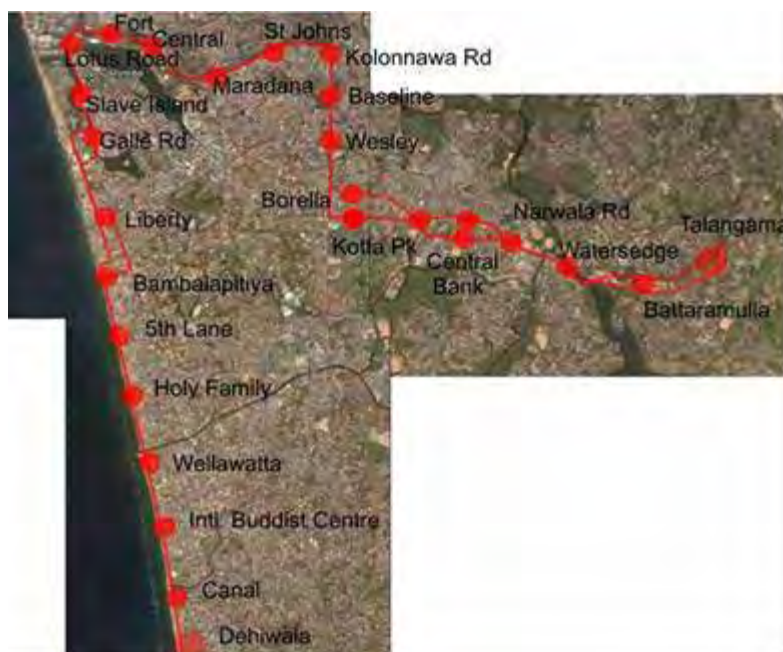 Fort
St Johns
Central
Lotus Road
Kolonnawa Rd
Maradana
Slave Island
Baseline
Galle Rd
Wesley
Borella
Liberty
Narwala Rd
Talangama
Kotla Pk
Central
Bank
Watersedge
Bambalapitiya
Battaramulla
5th Lane
Holy Family
Wellawatta
Intl. Buddist Centre
Canal
Dehiwala